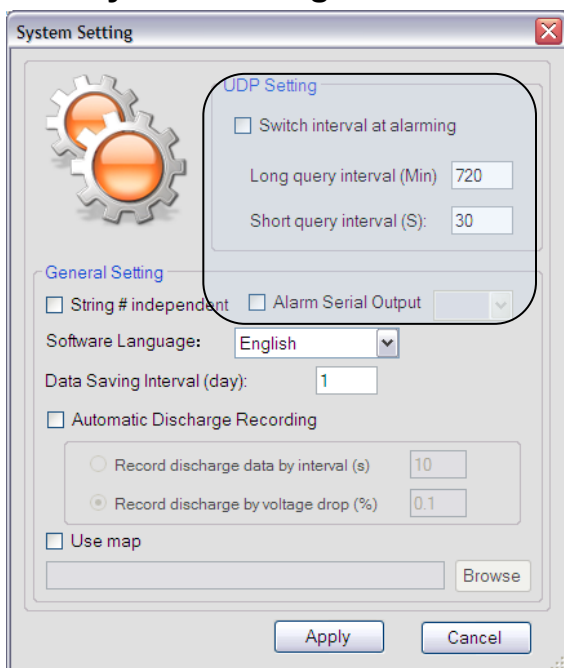 System Setting
UDP Setting
Switch interval at alarming
Long query interval (Min) 720
Short query interval (S): 30
General Setting
String # independent Alarm Serial Output
Software Language: English
Data Saving Interval (day): 1
Automatic Discharge Recording
Record discharge data by interval (s) 10
Record discharge by voltage drop (%) 0.1
Use map
Browse
Apply Cancel